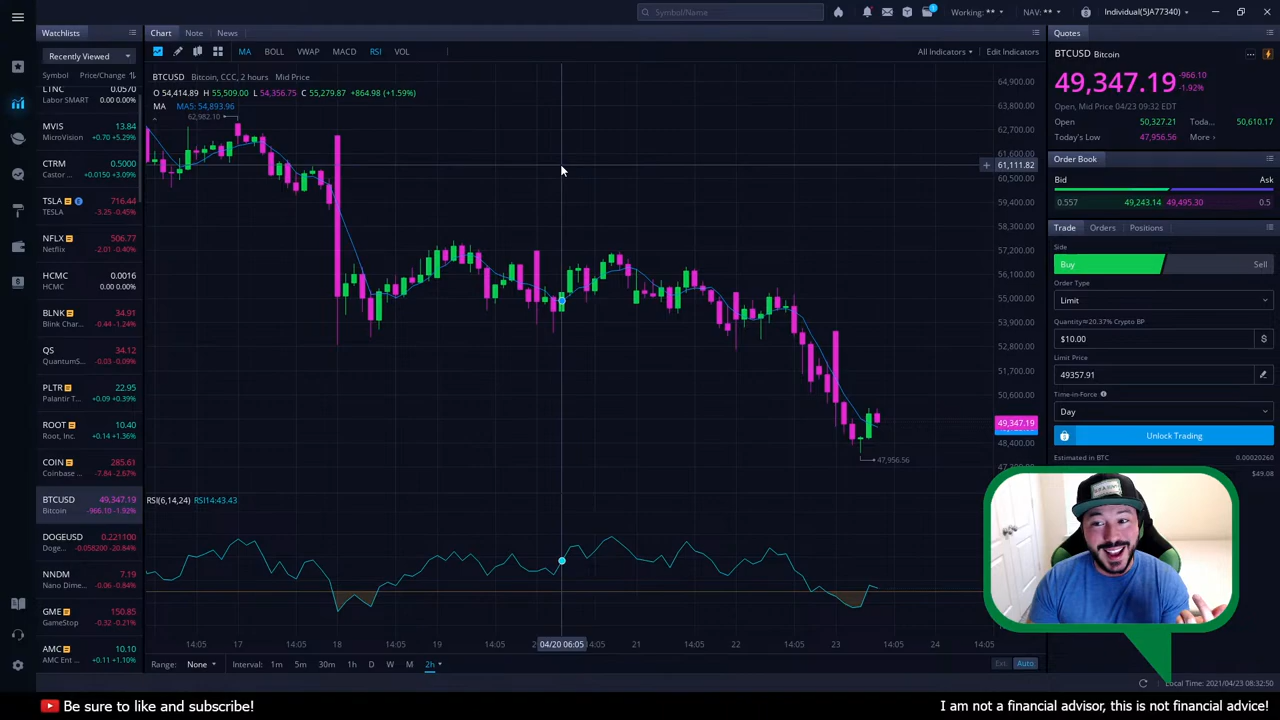 Symbol/Name
Working: **
NAV: **
Individual(5JA77340)
Watchlists
Recently Viewed
Symbol Price/Change
LTNC 0.0570
Labor SMART 0.00 0.00%
MVIS 13.84
MicroVision +0.70 +5.29%
CTRM 0.5000
Castor ... +0.0150 +3.09%
TSLA 716.44
TESLA -3.25 -0.45%
NFLX 506.77
Netflix -2.01 -0.40%
HCMC 0.0016
HCMC 0.00 0.00%
BLNK 34.91
Blink Char... -0.44 -1.24%
QS 34.12
QuantumS... -0.03 -0.09%
PLTR 22.95
Palantir T... +0.09 +0.39%
ROOT 10.40
Root, Inc. +0.14 +1.36%
COIN 285.61
Coinbase ... -7.84 -2.67%
BTCUSD 49,347.19
Bitcoin -966.10 -1.92%
DOGEUSD 0.221100
Doge... -0.058200 -20.84%
NNDM 7.19
Nano Dime... -0.06 -0.84%
GME 150.85
GameStop -0.32 -0.21%
AMC 10.10
AMC Ent ... +0.11 +1.10%
Chart Note News
MA BOLL VWAP MACD RSI VOL
All Indicators Edit Indicators
BTCUSD Bitcoin, CCC, 2 hours Mid Price
O 54,414.89 H 55,509.00 L 54,356.75 C 55,279.87 +864.98 (+1.59%)
MA MA5: 54,893.96
62,982.10
64,900.00
63,800.00
62,700.00
61,600.00
61,111.82
60,500.00
59,400.00
58,300.00
57,200.00
56,100.00
55,000.00
53,900.00
52,800.00
51,700.00
50,600.00
49,347.19
48,400.00
47,956.56
RSI(6,14,24) RSI14:43.43
14:05 17 14:05 18 14:05 19 14:05 04/20 06:05 14:05 21 14:05 22 14:05 23 14:05 24 14:05
Range: None Interval: 1m 5m 30m 1h D W M 2h
Ext. Auto
Quotes
BTCUSD Bitcoin
49,347.19 -966.10
-1.92%
Open, Mid Price 04/23 09:32 EDT
Open 50,327.21 Toda... 50,610.17
Today's Low 47,956.56 More
Order Book
Bid Ask
0.557 49,243.14 49,495.30 0.5
Trade Orders Positions
Side
Buy Sell
Order Type
Limit
Quantity≈20.37% Crypto BP
$10.00
Limit Price
49357.91
Time-in-Force
Day
Unlock Trading
Estimated in BTC 0.00020260
$49.08
Local Time: 2021/04/23 08:32:50
Be sure to like and subscribe!
I am not a financial advisor, this is not financial advice!